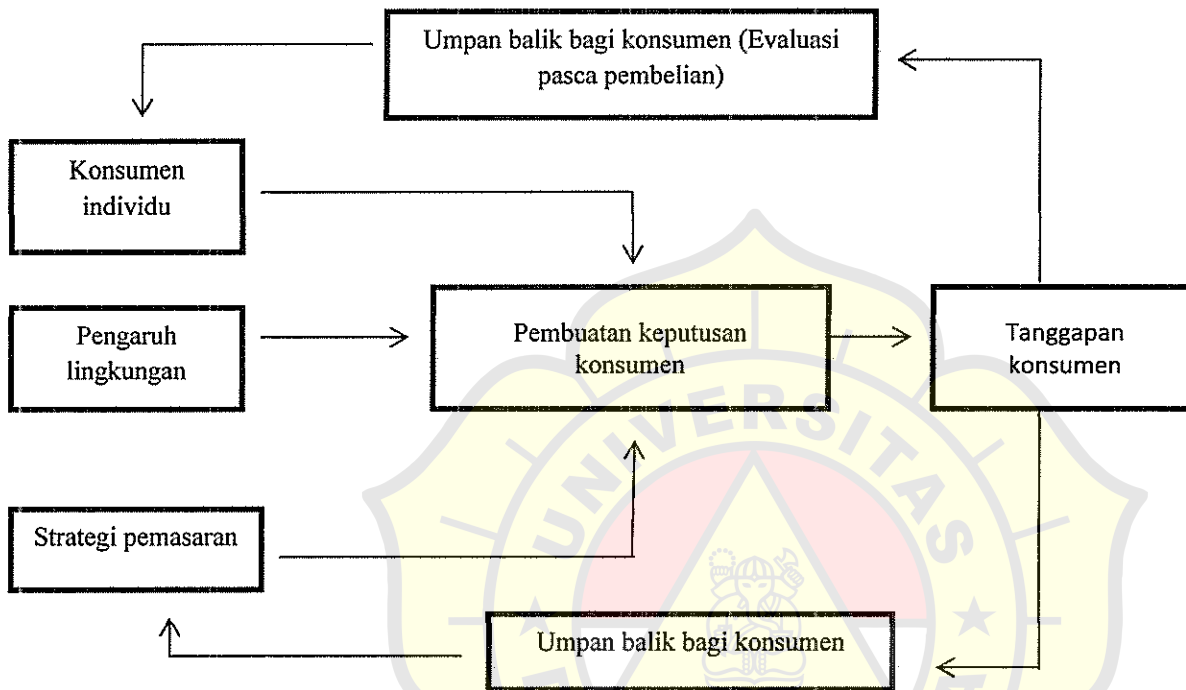 Umpan balik bagi konsumen (Evaluasi
pasca pembelian)
Konsumen
individu
Pengaruh
lingkungan
Pembuatan keputusan
konsumen
Tanggapan
konsumen
Strategi pemasaran
Umpan balik bagi konsumen
UNIVERSITAS